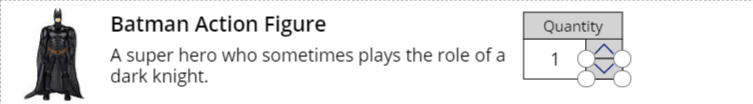 Batman Action Figure
A super hero who sometimes plays the role of a
dark knight.
Quantity
1